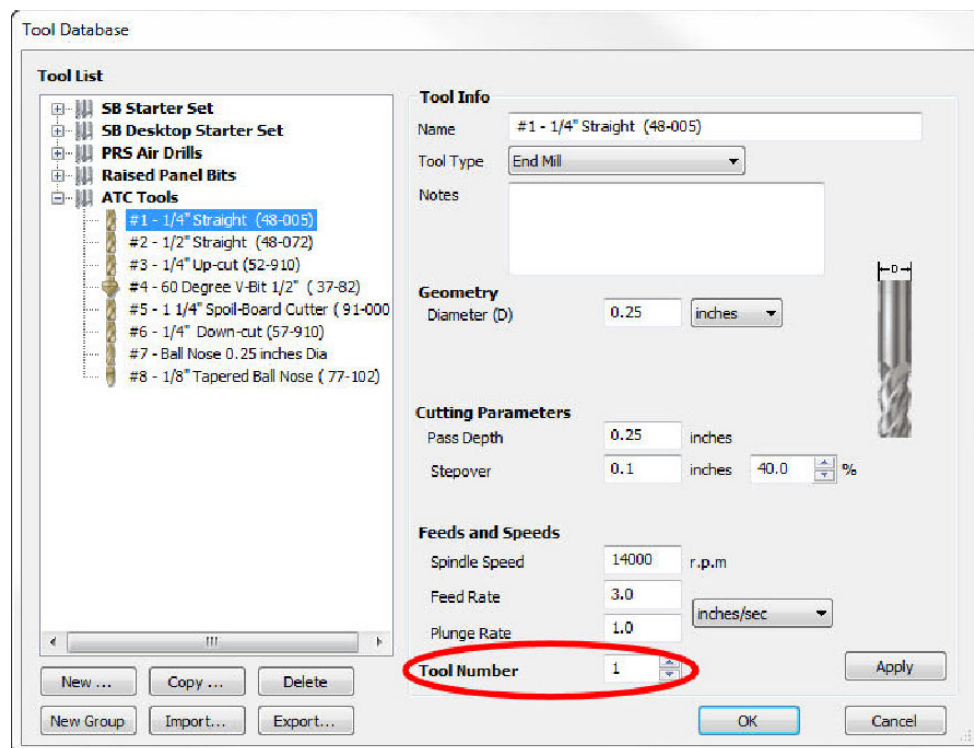 Tool Database
Tool List
SB Starter Set
SB Desktop Starter Set
PRS Air Drills
Raised Panel Bits
ATC Tools
#1 - 1/4" Straight (48-005)
#2 - 1/2" Straight (48-072)
#3 - 1/4" Up-cut (52-910)
#4 - 60 Degree V-Bit 1/2" ( 37-82)
#5 - 1 1/4" Spoil-Board Cutter ( 91-000
#6 - 1/4" Down-cut (57-910)
#7 - Ball Nose 0.25 inches Dia
#8 - 1/8" Tapered Ball Nose ( 77-102)
New ...
Copy ...
Delete
New Group
Import...
Export...
Tool Info
Name #1 - 1/4" Straight (48-005)
Tool Type End Mill
Notes
D
Geometry
Diameter (D) 0.25 inches
Cutting Parameters
Pass Depth 0.25 inches
Stepover 0.1 inches 40.0 %
Feeds and Speeds
Spindle Speed 14000 r.p.m
Feed Rate 3.0
inches/sec
Plunge Rate 1.0
Tool Number 1
Apply
OK
Cancel